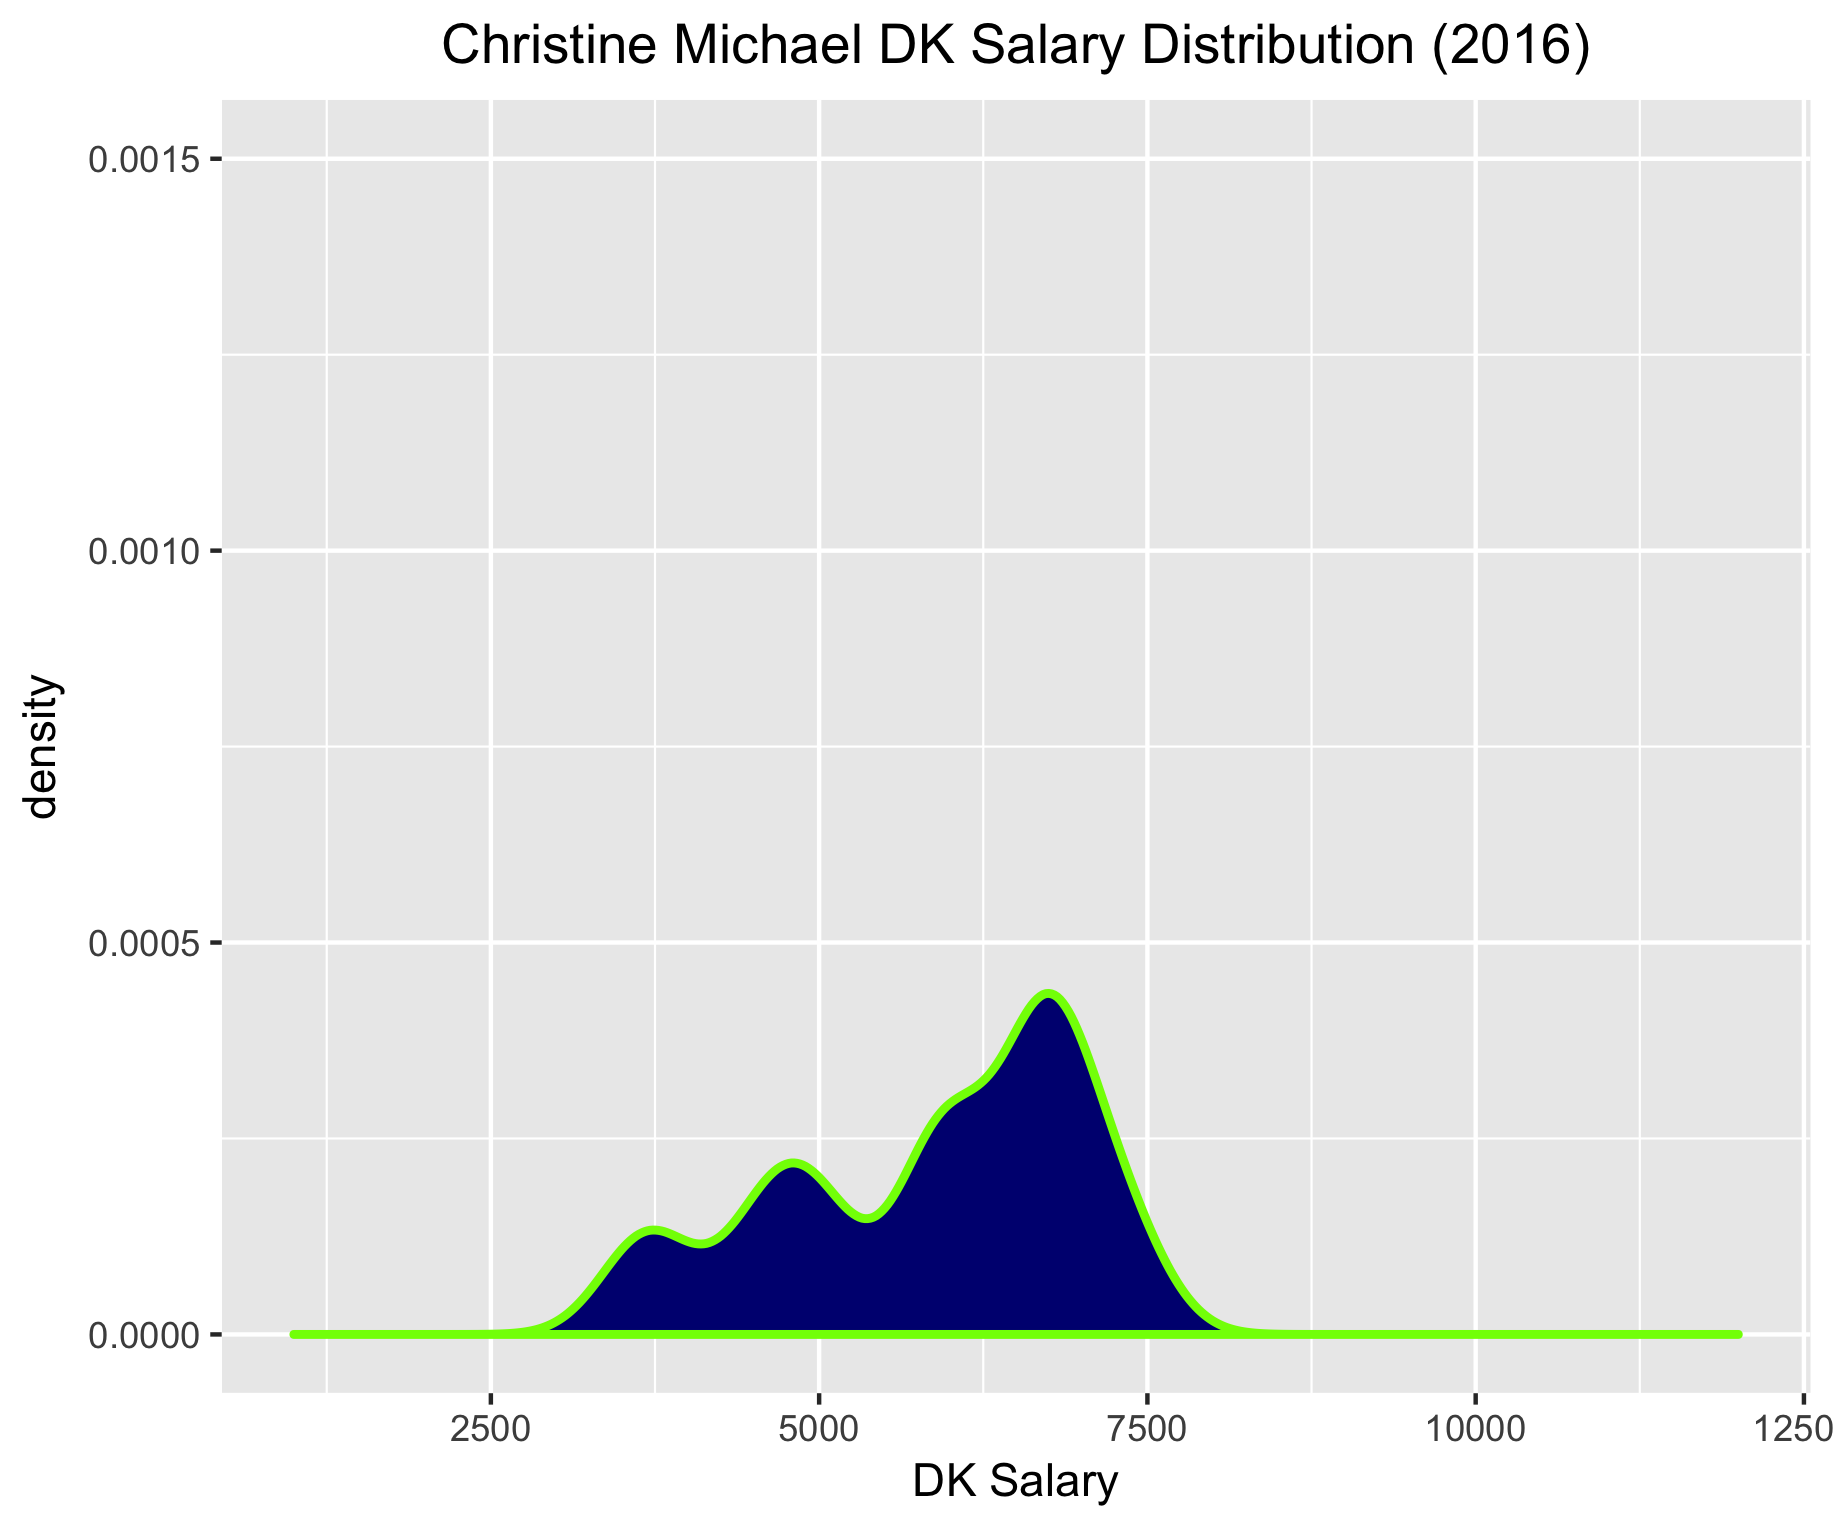 Christine Michael DK Salary Distribution (2016)
0.0015
0.0010
0.0005
0.0000
density
2500 5000 7500 10000 1250
DK Salary